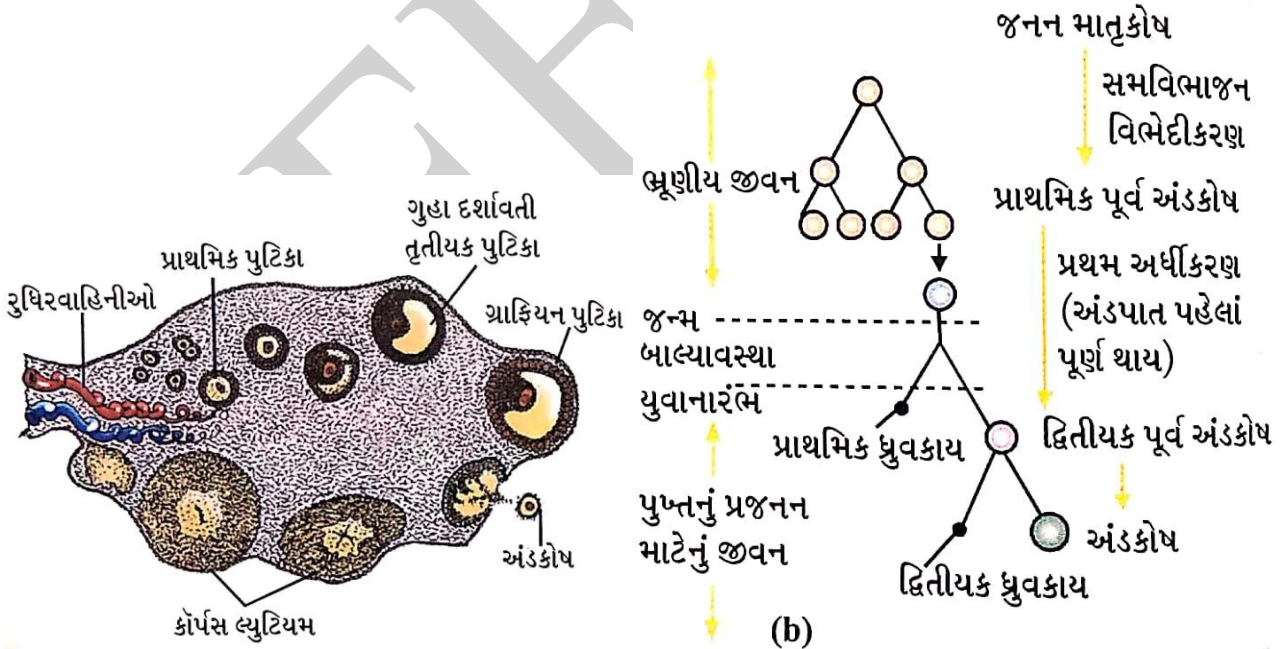 ગુહા દર્શાવતી
તૃતીયક પુટિકા
પ્રાથમિક પુટિકા
રુધિરવાહિનીઓ
ગ્રાફિયન પુટિકા
અંડકોષ
કૉર્પસ લ્યુટિયમ
ભ્રૂણીય જીવન
જન્મ
બાલ્યાવસ્થા
યુવાનારંભ
પુખ્તનું પ્રજનન
માટેનું જીવન
પ્રાથમિક ધ્રુવકાય
દ્વિતીયક ધ્રુવકાય
જનન માતૃકોષ
સમવિભાજન
વિભેદીકરણ
પ્રાથમિક પૂર્વ અંડકોષ
પ્રથમ અર્ધીકરણ
(અંડપાત પહેલાં
પૂર્ણ થાય)
દ્વિતીયક પૂર્વ અંડકોષ
અંડકોષ
(b)